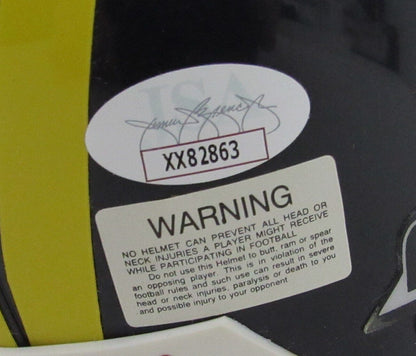 JSA
James Spence
XX82863
WARNING
NO HELMET CAN PREVENT ALL HEAD OR
NECK INJURIES A PLAYER MIGHT RECEIVE
WHILE PARTICIPATING IN FOOTBALL
Do not use this Helmet to butt, ram or spear
an opposing player. This is in violation of the
football rules and such use can result in severe
head or neck injuries, paralysis or death to you
and possible injury to your opponent